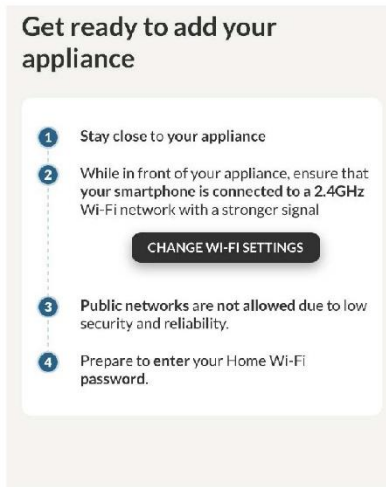 Get ready to add your
appliance
1 Stay close to your appliance
2 While in front of your appliance, ensure that
your smartphone is connected to a 2.4GHz
Wi-Fi network with a stronger signal
CHANGE WI-FI SETTINGS
3 Public networks are not allowed due to low
security and reliability.
4 Prepare to enter your Home Wi-Fi
password.